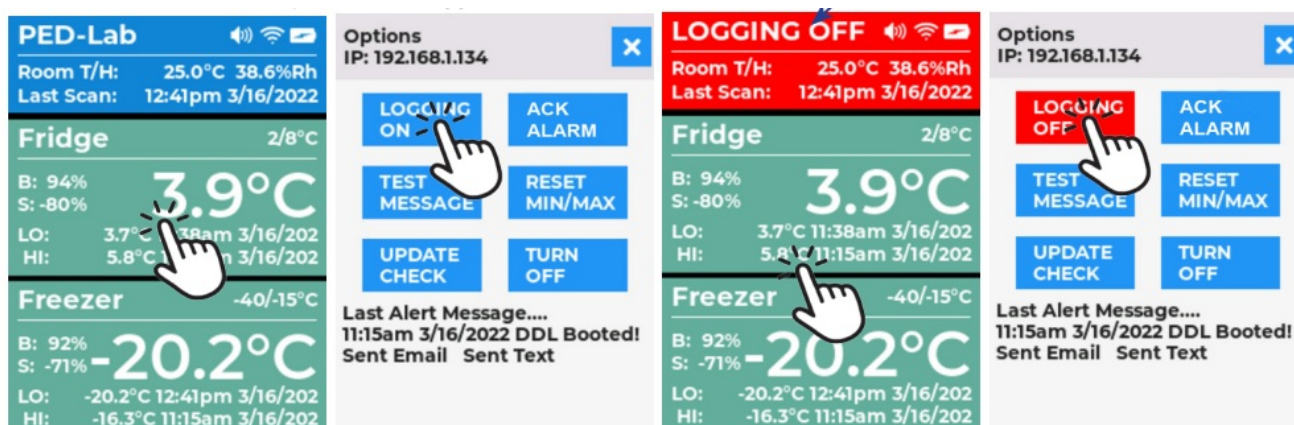 PED-Lab
Room T/H: 25.0°C 38.6%Rh
Last Scan: 12:41pm 3/16/2022
Fridge 2/8°C
B: 94%
S: -80%
3.9°C
LO: 3.7°C :38am 3/16/202
HI: 5.8°C 3/16/202
Freezer -40/-15°C
B: 92%
S: -71%
-20.2°C
LO: -20.2°C 12:41pm 3/16/202
HI: -16.3°C 11:15am 3/16/202
Options
IP: 192.168.1.134
LOGGING
ON
ACK
ALARM
TEST
MESSAGE
RESET
MIN/MAX
UPDATE
CHECK
TURN
OFF
Last Alert Message....
11:15am 3/16/2022 DDL Booted!
Sent Email Sent Text
LOGGING OFF
Room T/H: 25.0°C 38.6%Rh
Last Scan: 12:41pm 3/16/2022
Fridge 2/8°C
B: 94%
S: -80%
3.9°C
LO: 3.7°C 11:38am 3/16/202
HI: 5.8°C 11:15am 3/16/202
Freezer -40/-15°C
B: 92%
S: -71%
-20.2°C
LO: -20.2°C 12:41pm 3/16/202
HI: -16.3°C 11:15am 3/16/202
Options
IP: 192.168.1.134
LOGGING
OFF
ACK
ALARM
TEST
MESSAGE
RESET
MIN/MAX
UPDATE
CHECK
TURN
OFF
Last Alert Message....
11:15am 3/16/2022 DDL Booted!
Sent Email Sent Text